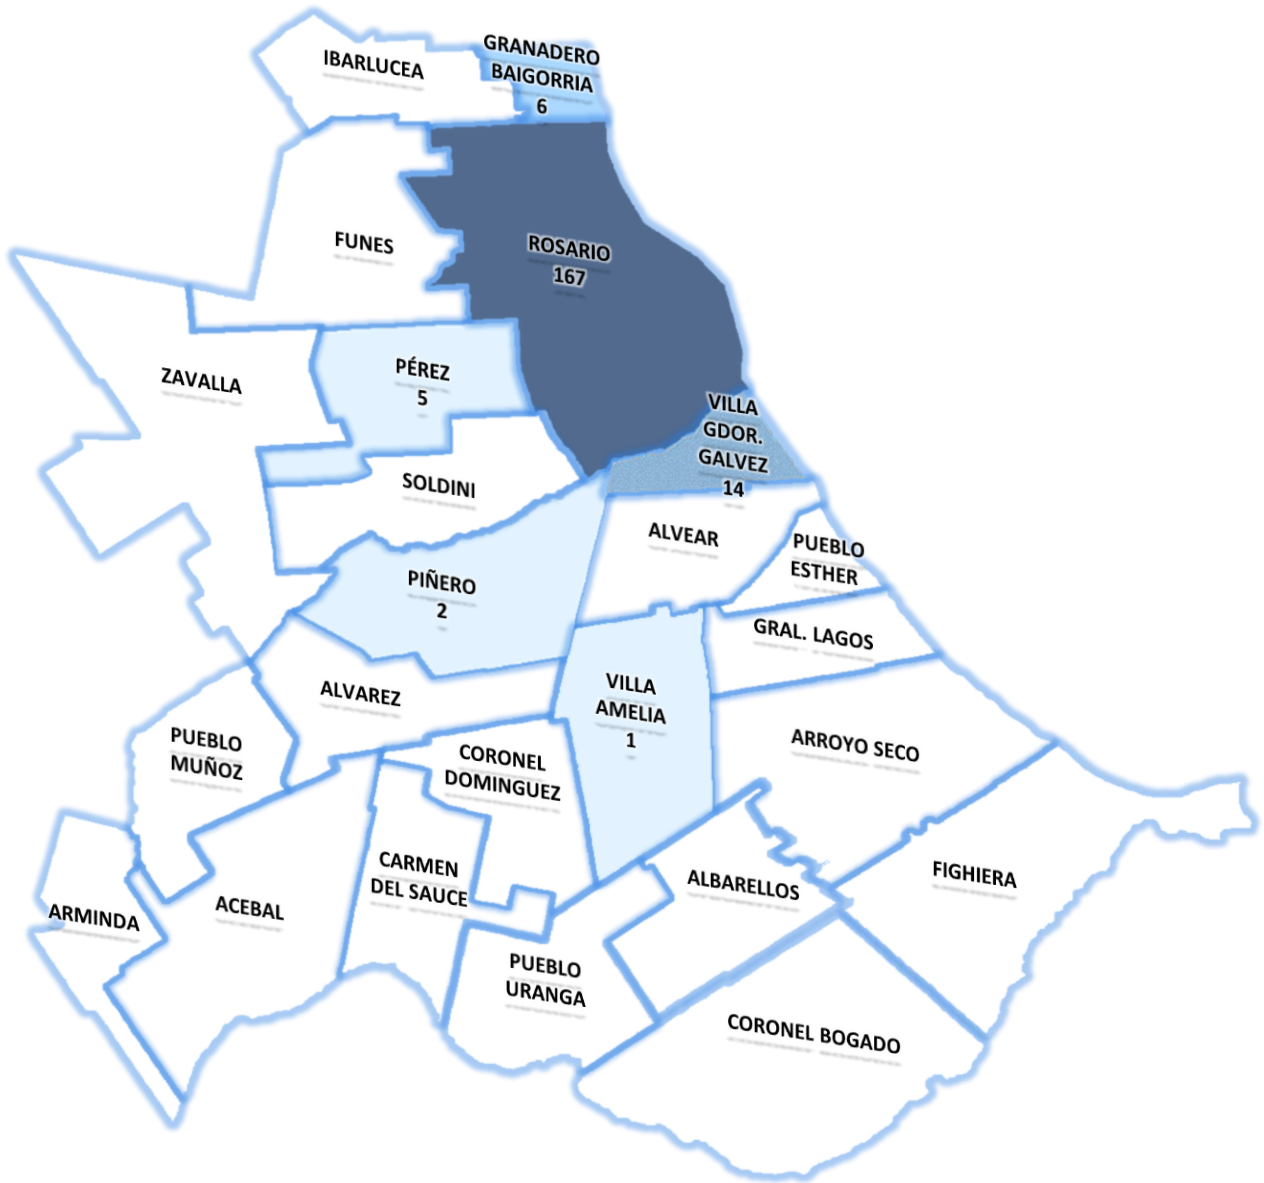 IBARLUCEA
GRANADERO
BAIGORRIA
6
FUNES
ROSARIO
167
ZAVALLA
PÉREZ
5
VILLA
GDOR.
GALVEZ
14
SOLDINI
ALVEAR
PUEBLO
ESTHER
PIÑERO
2
GRAL. LAGOS
ALVAREZ
VILLA
AMELIA
1
PUEBLO
MUÑOZ
CORONEL
DOMINGUEZ
ARROYO SECO
CARMEN
DEL SAUCE
ALBARELLOS
FIGHIERA
ARMINDA
ACEBAL
PUEBLO
URANGA
CORONEL BOGADO